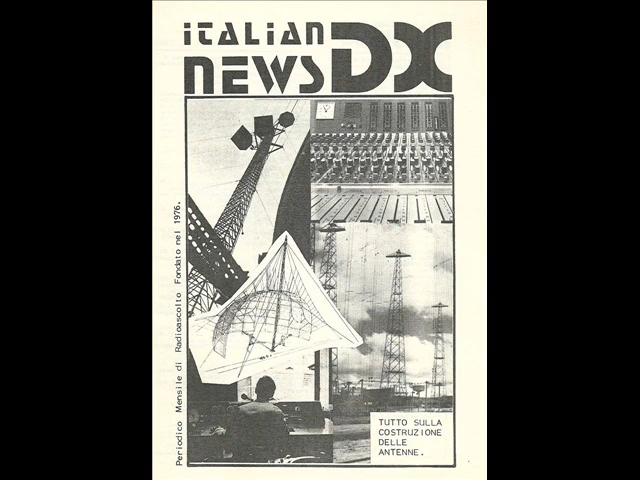 ITALIAN
NEWS DX
Periodico Mensile di Radioascolto Fondato nel 1976.
TUTTO SULLA
COSTRUZIONE
DELLE
ANTENNE.